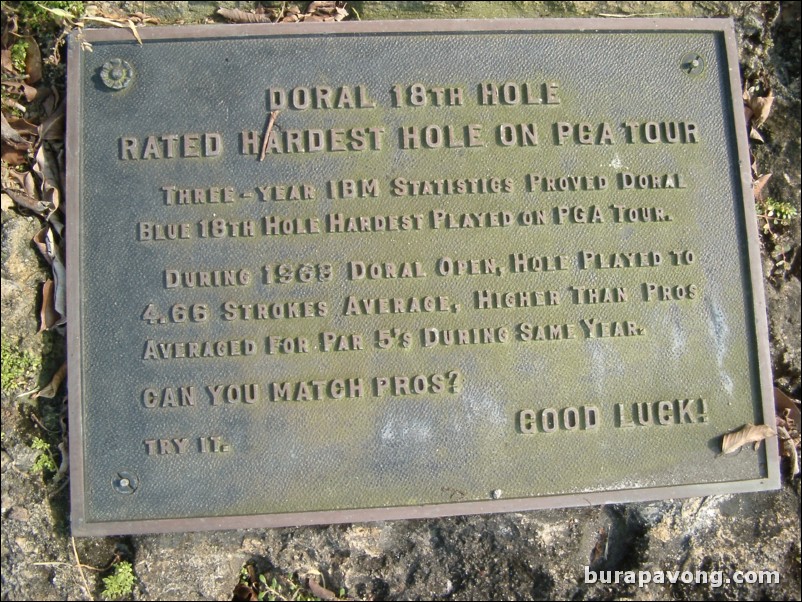 DORAL 18TH HOLE
RATED HARDEST HOLE ON PGA TOUR
THREE-YEAR IBM STATISTICS PROVED DORAL
BLUE 18TH HOLE HARDEST PLAYED ON PGA TOUR.
DURING 1969 DORAL OPEN, HOLE PLAYED TO
4.66 STROKES AVERAGE, HIGHER THAN PROS
AVERAGED FOR PAR 5'S DURING SAME YEAR.
CAN YOU MATCH PROS?
GOOD LUCK!
TRY IT.
burapavong.com